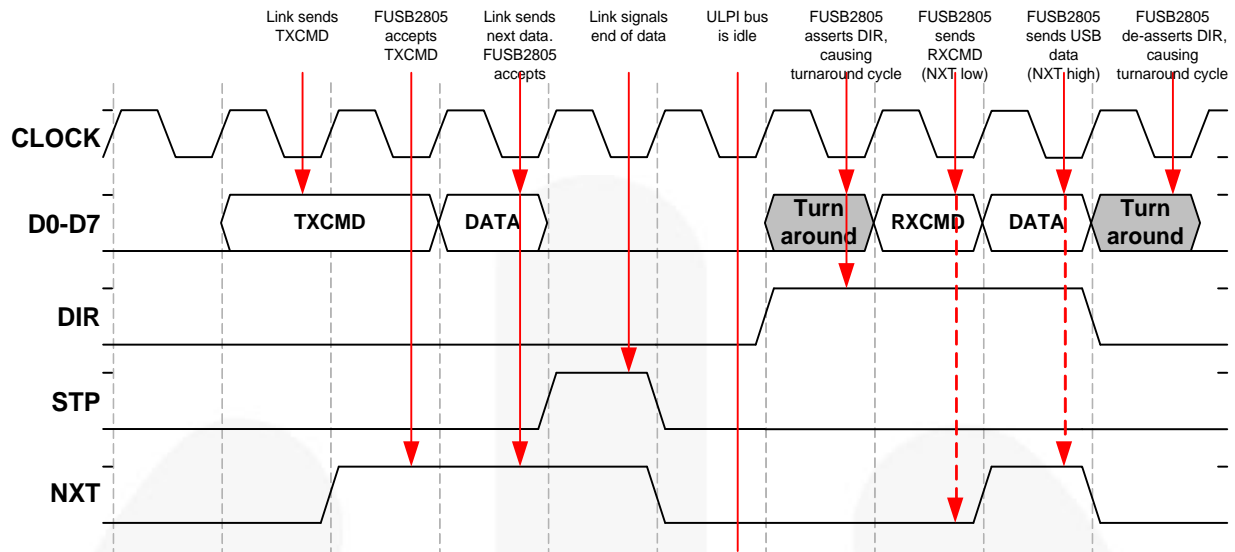 Link sends
TXCMD
FUSB2805
accepts
TXCMD
Link sends
next data.
FUSB2805
accepts
Link signals
end of data
ULPI bus
is idle
FUSB2805
asserts DIR,
causing
turnaround cycle
FUSB2805
sends
RXCMD
(NXT low)
FUSB2805
sends USB
data
(NXT high)
FUSB2805
de-asserts DIR,
causing
turnaround cycle
CLOCK
D0-D7
TXCMD
DATA
Turn
around
RXCMD
DATA
Turn
around
DIR
STP
NXT